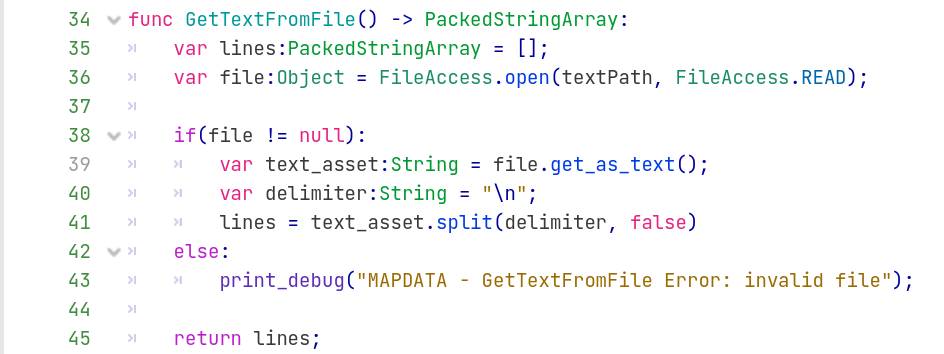 34 func GetTextFromFile() -> PackedStringArray:
35 var lines:PackedStringArray = [];
36 var file:Object = FileAccess.open(textPath, FileAccess.READ);
37
38 if(file != null):
39 var text_asset:String = file.get_as_text();
40 var delimiter:String = "\n";
41 lines = text_asset.split(delimiter, false)
42 else:
43 print_debug("MAPDATA - GetTextFromFile Error: invalid file");
44
45 return lines;